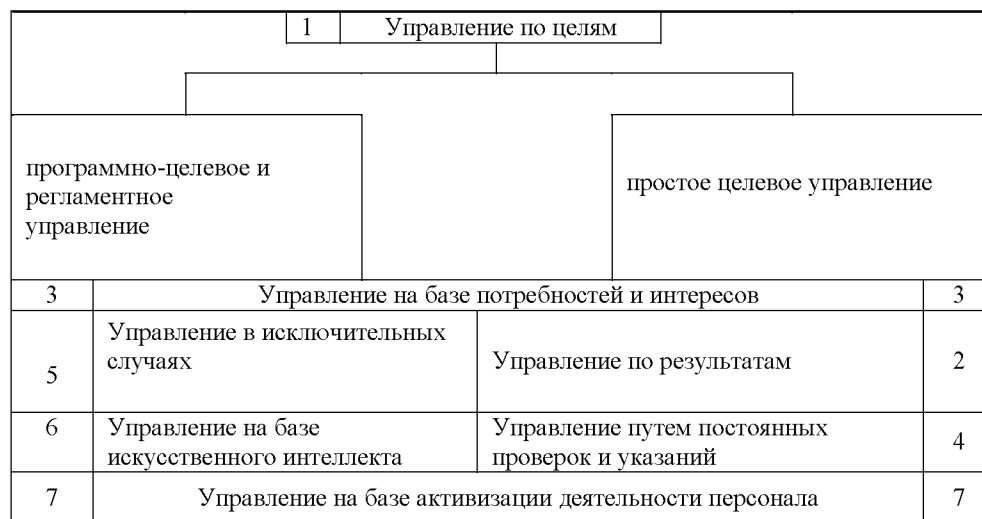 1 Управление по целям
программно-целевое и
регламентное
управление
простое целевое управление
3 Управление на базе потребностей и интересов 3
5 Управление в исключительных
случаях
Управление по результатам 2
6 Управление на базе
искусственного интеллекта
Управление путем постоянных
проверок и указаний 4
7 Управление на базе активизации деятельности персонала 7